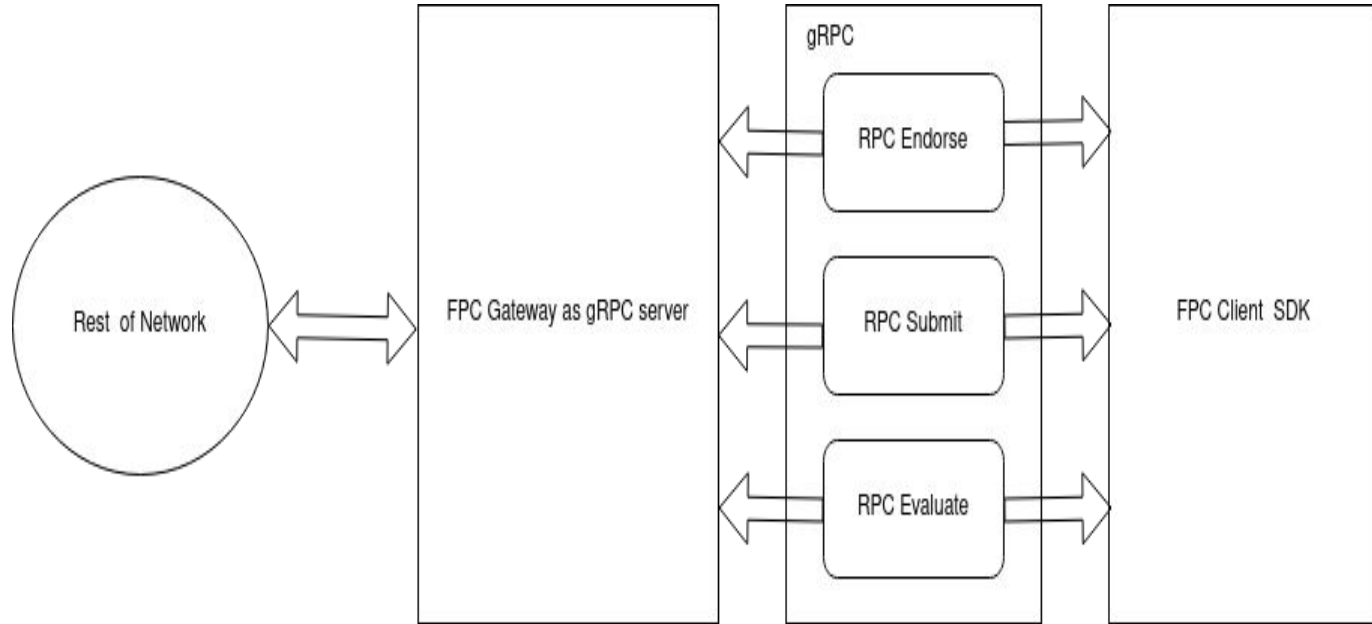 gRPC
RPC Endorse
Rest of Network
FPC Gateway as gRPC server
RPC Submit
FPC Client SDK
RPC Evaluate